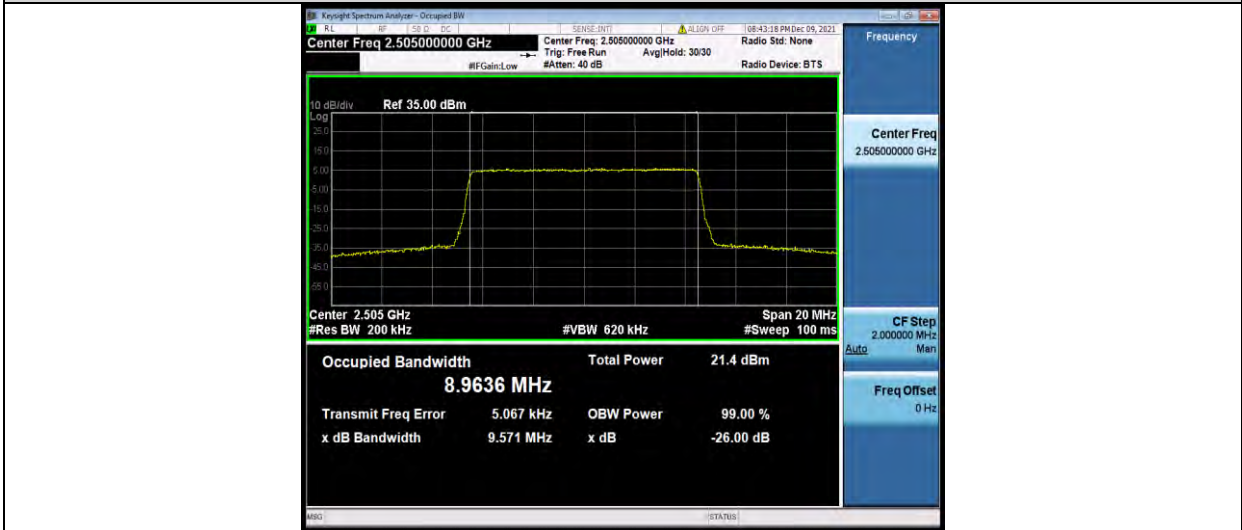 Keysight Spectrum Analyzer - Occupied BW
RL RF 50 Ω DC SENSE:INT ALIGN OFF 08:43:18 PM Dec 09, 2021
Center Freq 2.505000000 GHz
Center Freq: 2.505000000 GHz Radio Std: None
Trig: Free Run Avg|Hold: 30/30
#IFGain:Low #Atten: 40 dB Radio Device: BTS
10 dB/div Ref 35.00 dBm
Log
25.0
15.0
5.00
-5.00
-15.0
-25.0
-35.0
-45.0
-55.0
Center 2.505 GHz Span 20 MHz
#Res BW 200 kHz #VBW 620 kHz #Sweep 100 ms
Occupied Bandwidth Total Power 21.4 dBm
8.9636 MHz
Transmit Freq Error 5.067 kHz OBW Power 99.00 %
x dB Bandwidth 9.571 MHz x dB -26.00 dB
MSG STATUS
Frequency
Center Freq
2.505000000 GHz
CF Step
2.000000 MHz
Auto Man
Freq Offset
0 Hz